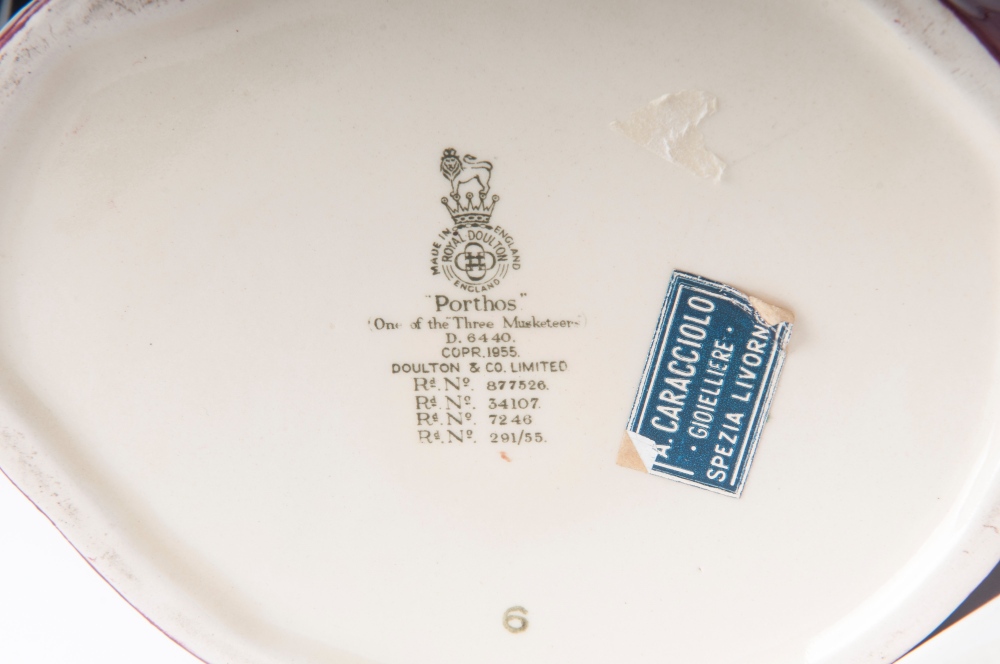 MADE IN ENGLAND
ROYAL DOULTON
ENGLAND
"Porthos"
(One of the "Three Musketeers")
D. 6440.
COPR. 1955.
DOULTON & CO. LIMITED
Rd. No. 877526.
Rd. No. 34107.
Rd. No. 7246
Rd. No. 291/55.
A. CARACCIOLO
· GIOIELLIERE ·
SPEZIA LIVORN
6